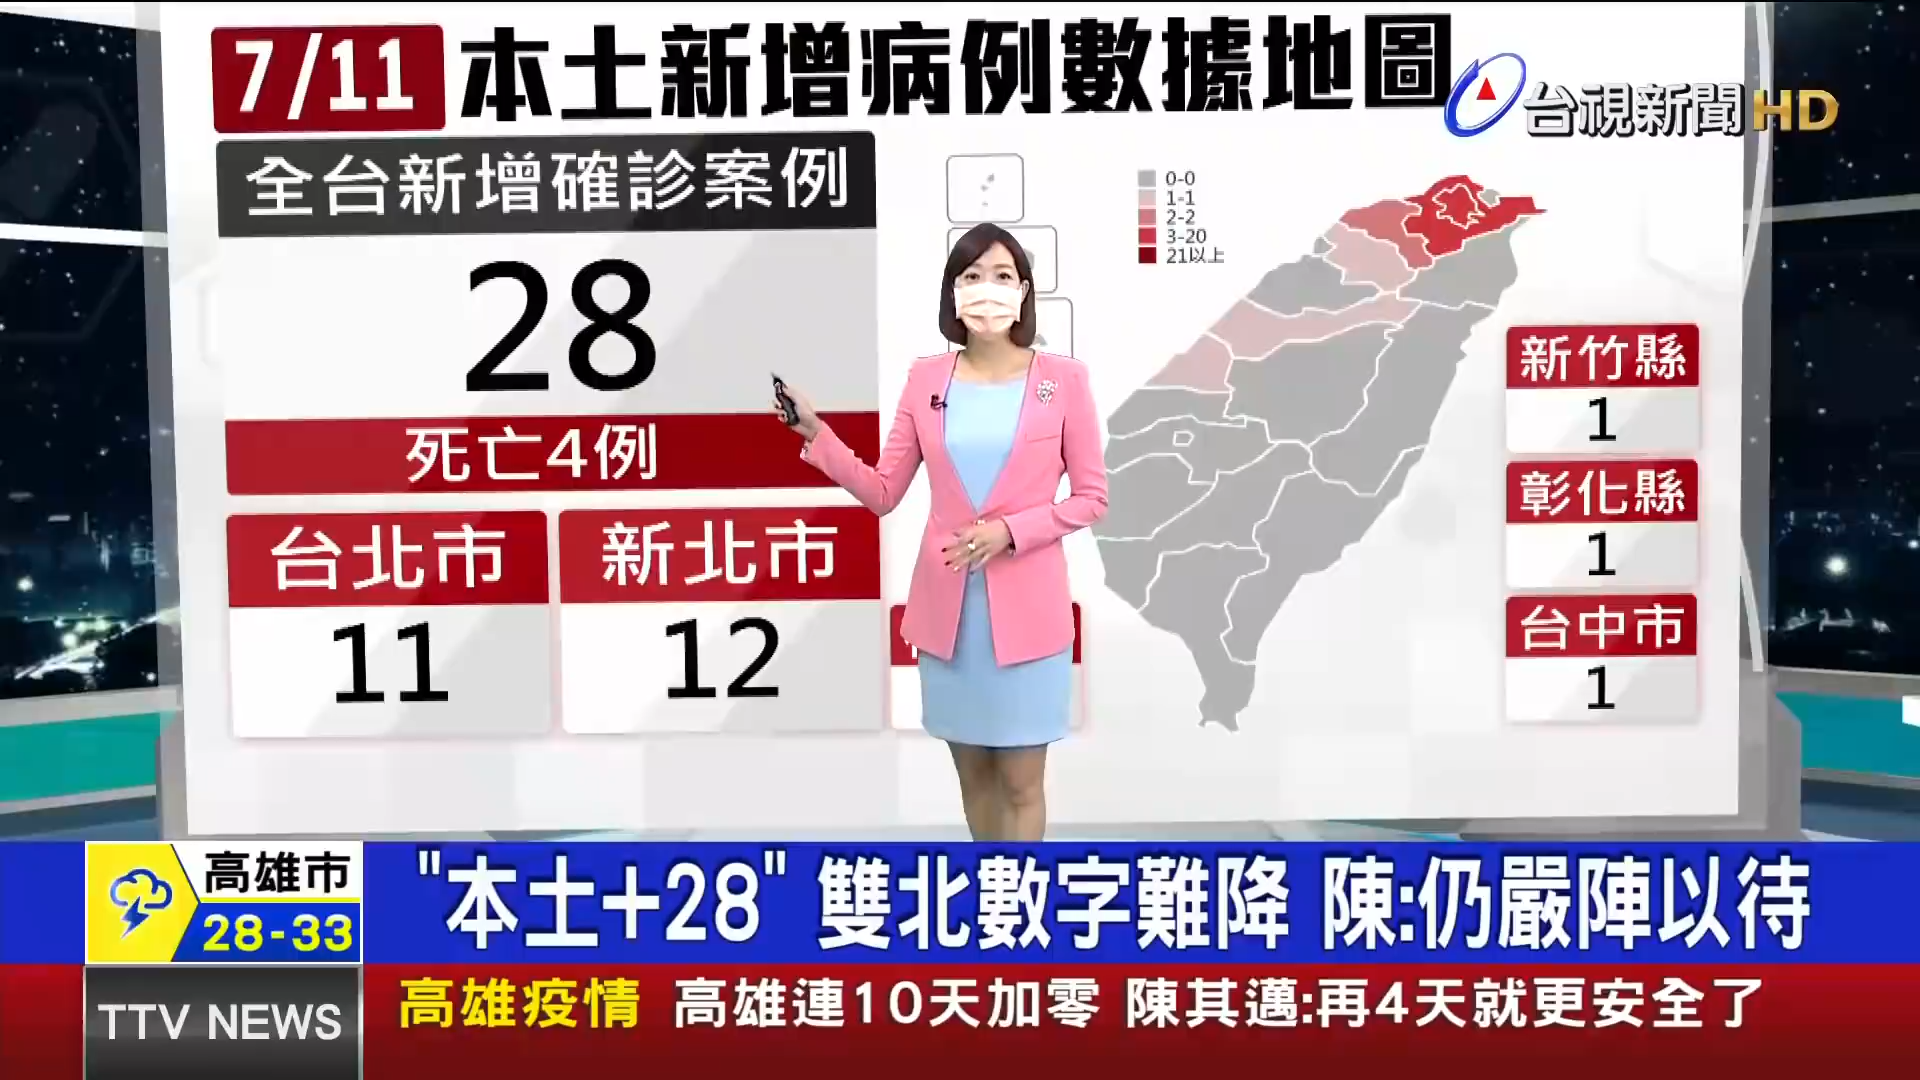 7/11 本土新增病例數據地圖
台視新聞HD
全台新增確診案例
28
死亡4例
台北市
11
新北市
12
0-0
1-1
2-2
3-20
21以上
新竹縣
1
彰化縣
1
台中市
1
高雄市
28-33
"本土+28" 雙北數字難降 陳:仍嚴陣以待
TTV NEWS
高雄疫情 高雄連10天加零 陳其邁:再4天就更安全了